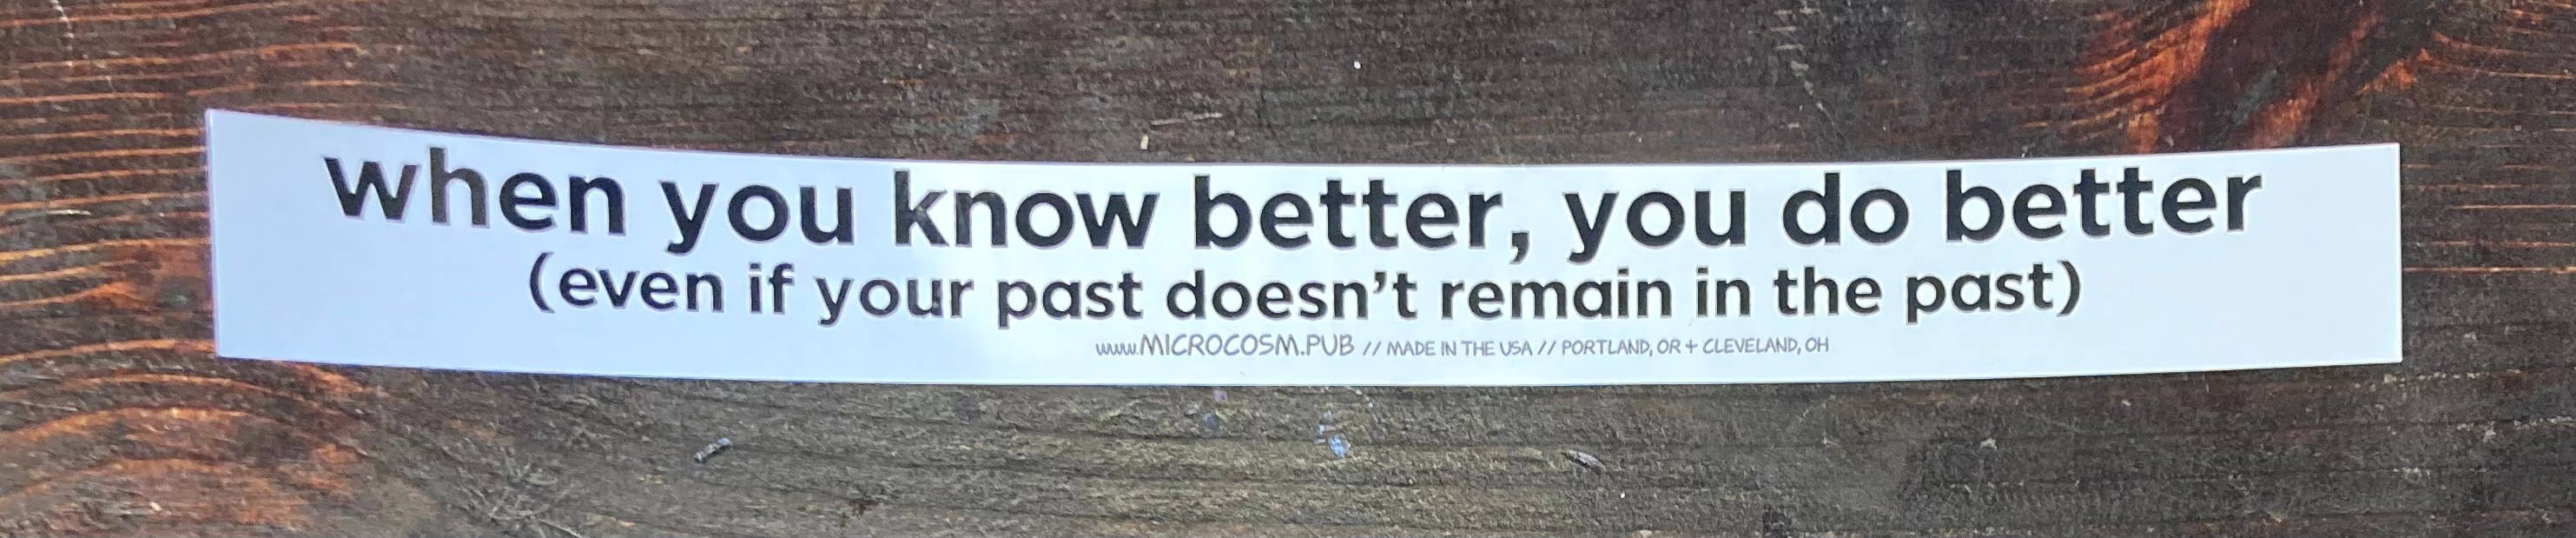 when you know better, you do better
(even if your past doesn't remain in the past)
www.MICROCOSM.PUB // MADE IN THE USA // PORTLAND, OR + CLEVELAND, OH